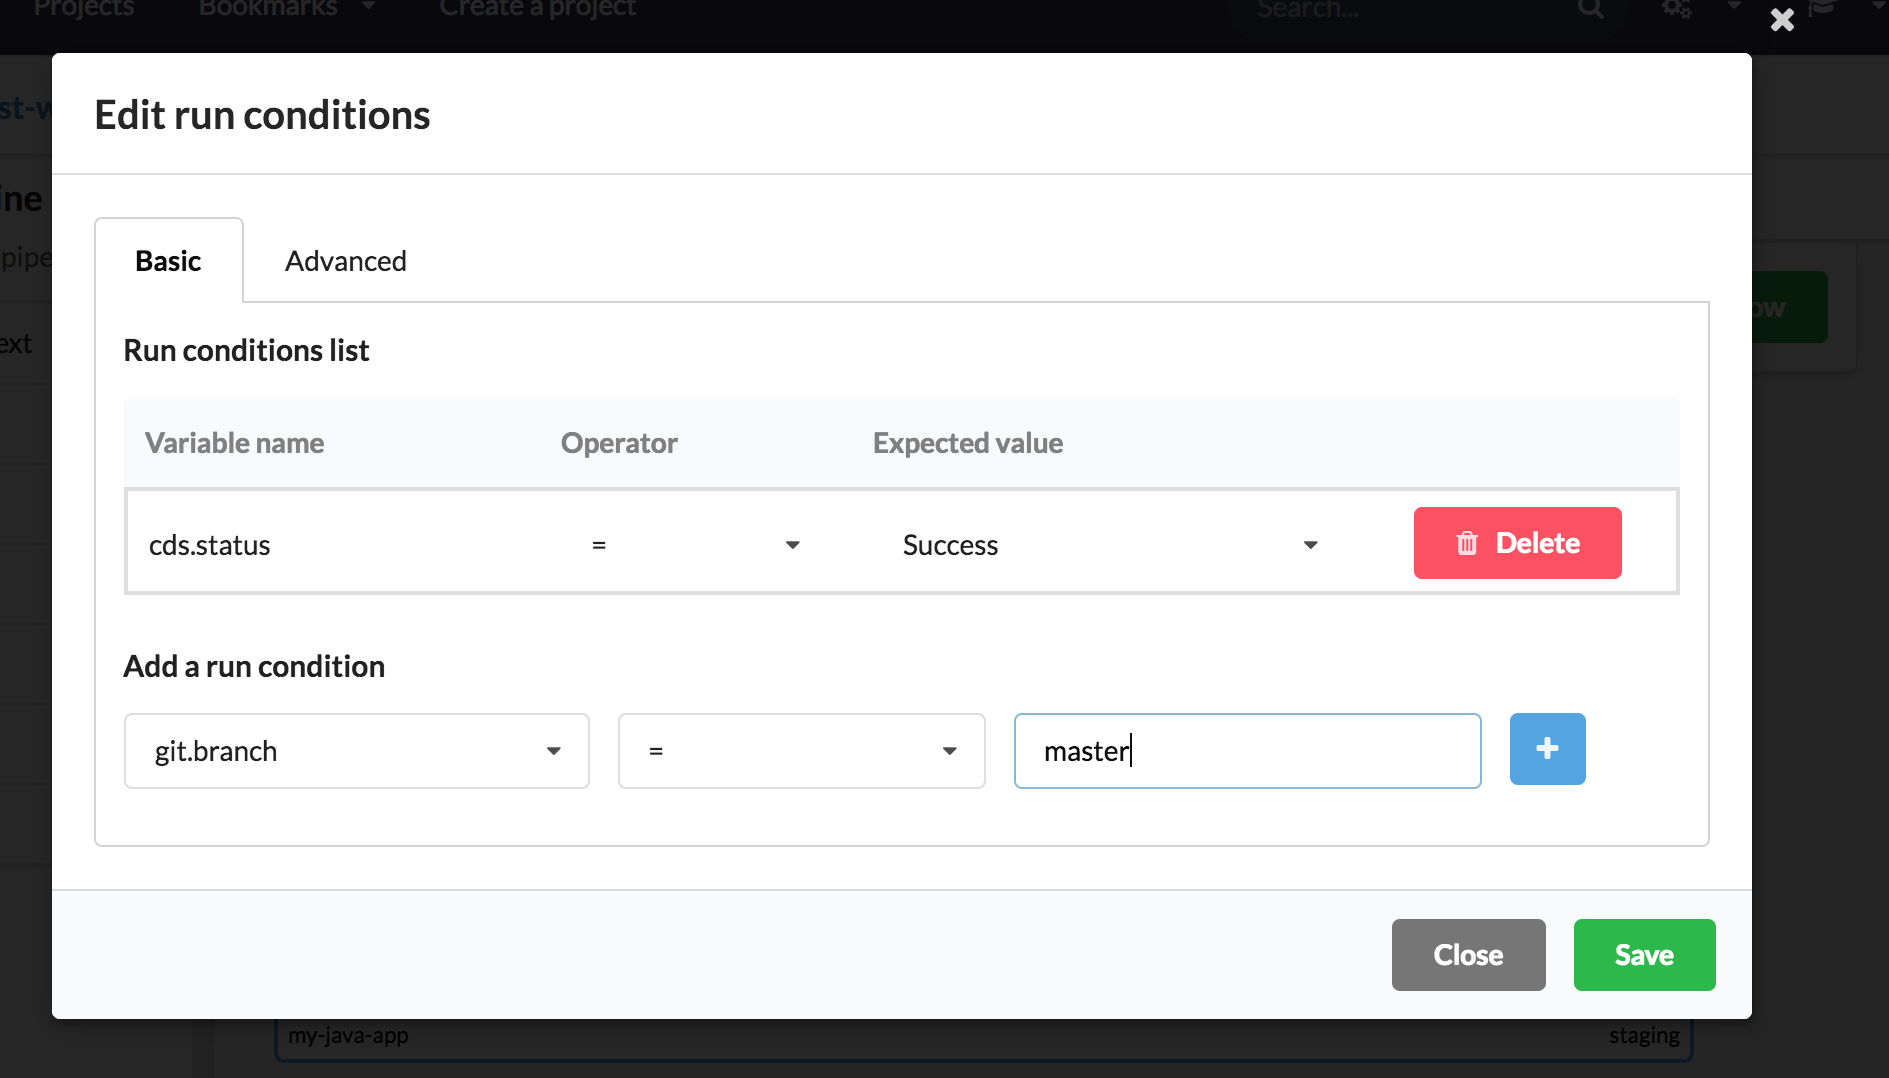 Projects Bookmarks Create a project Search...
Edit run conditions
Basic Advanced
Run conditions list
Variable name Operator Expected value
cds.status = Success Delete
Add a run condition
git.branch = master
Close Save
my-java-app staging